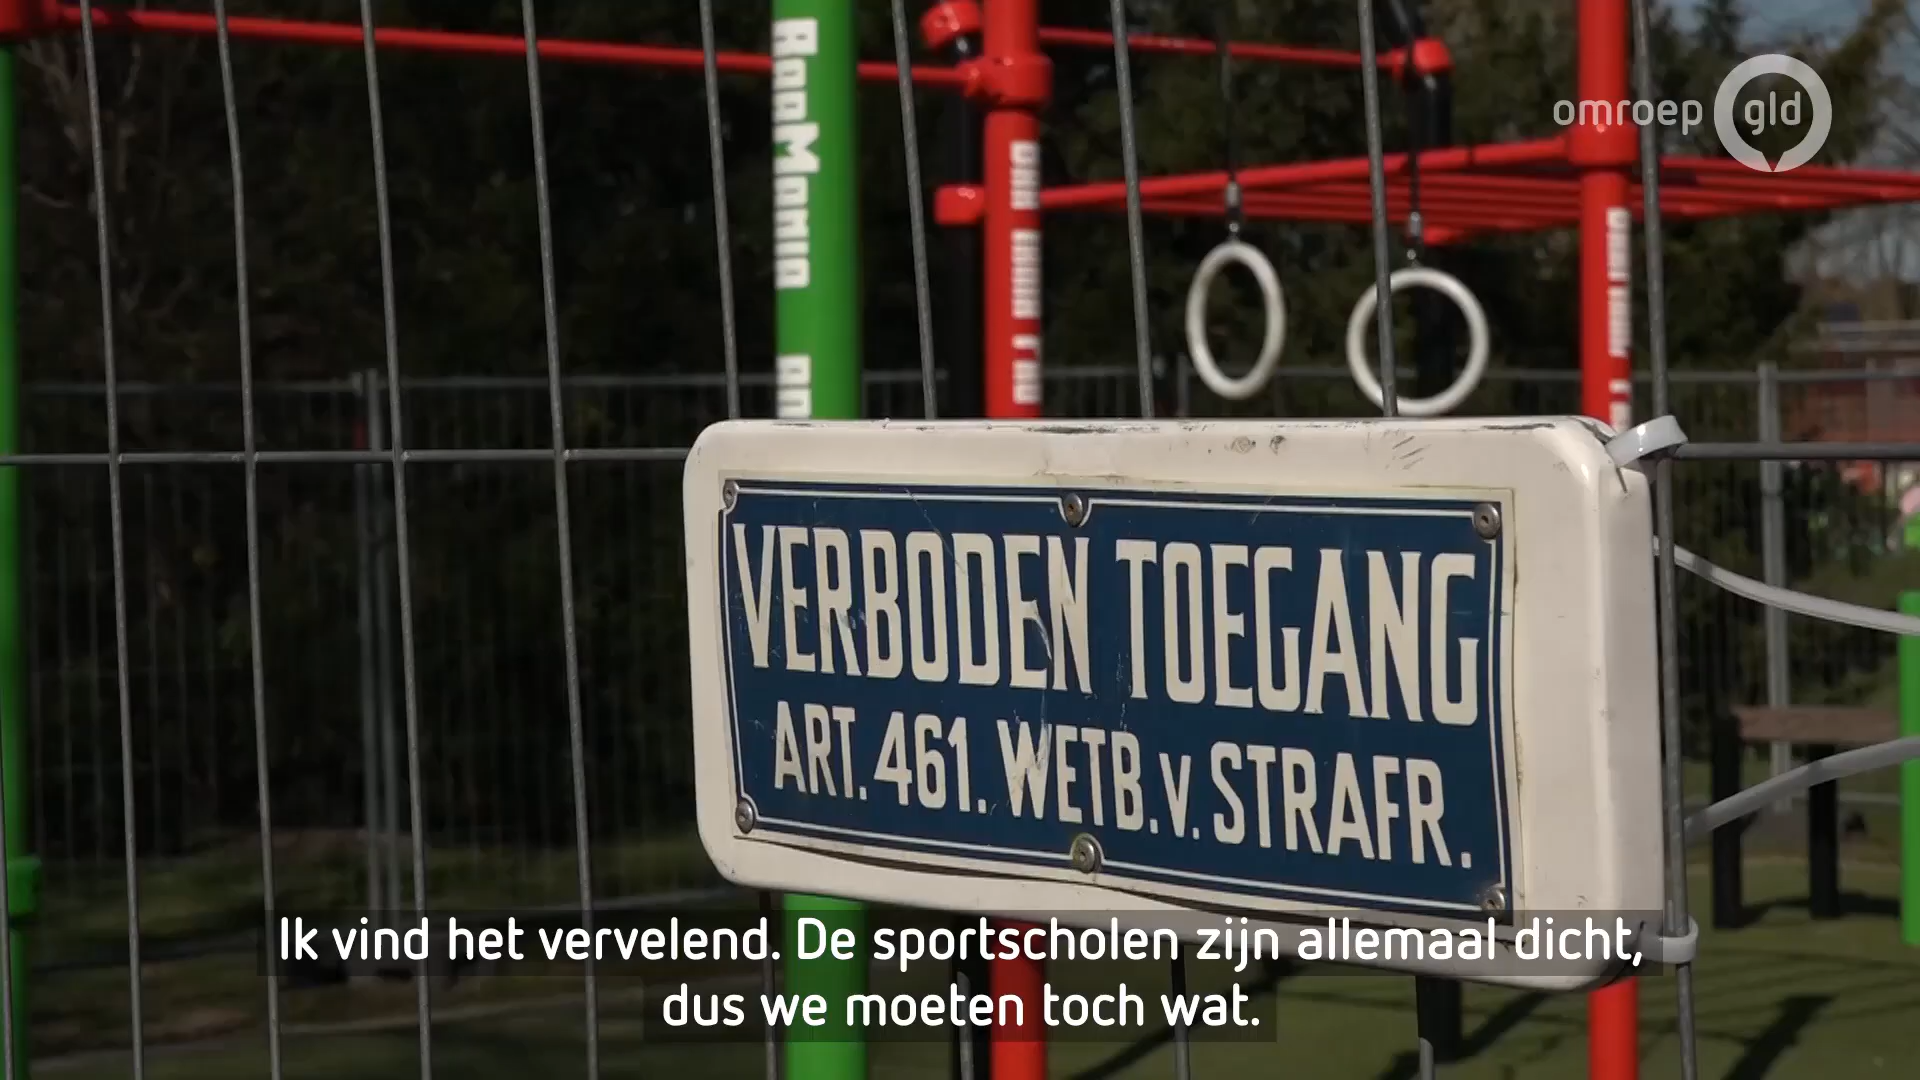 BarMania
omroep gld
VERBODEN TOEGANG
ART. 461. WETB. v. STRAFR.
Ik vind het vervelend. De sportscholen zijn allemaal dicht,
dus we moeten toch wat.